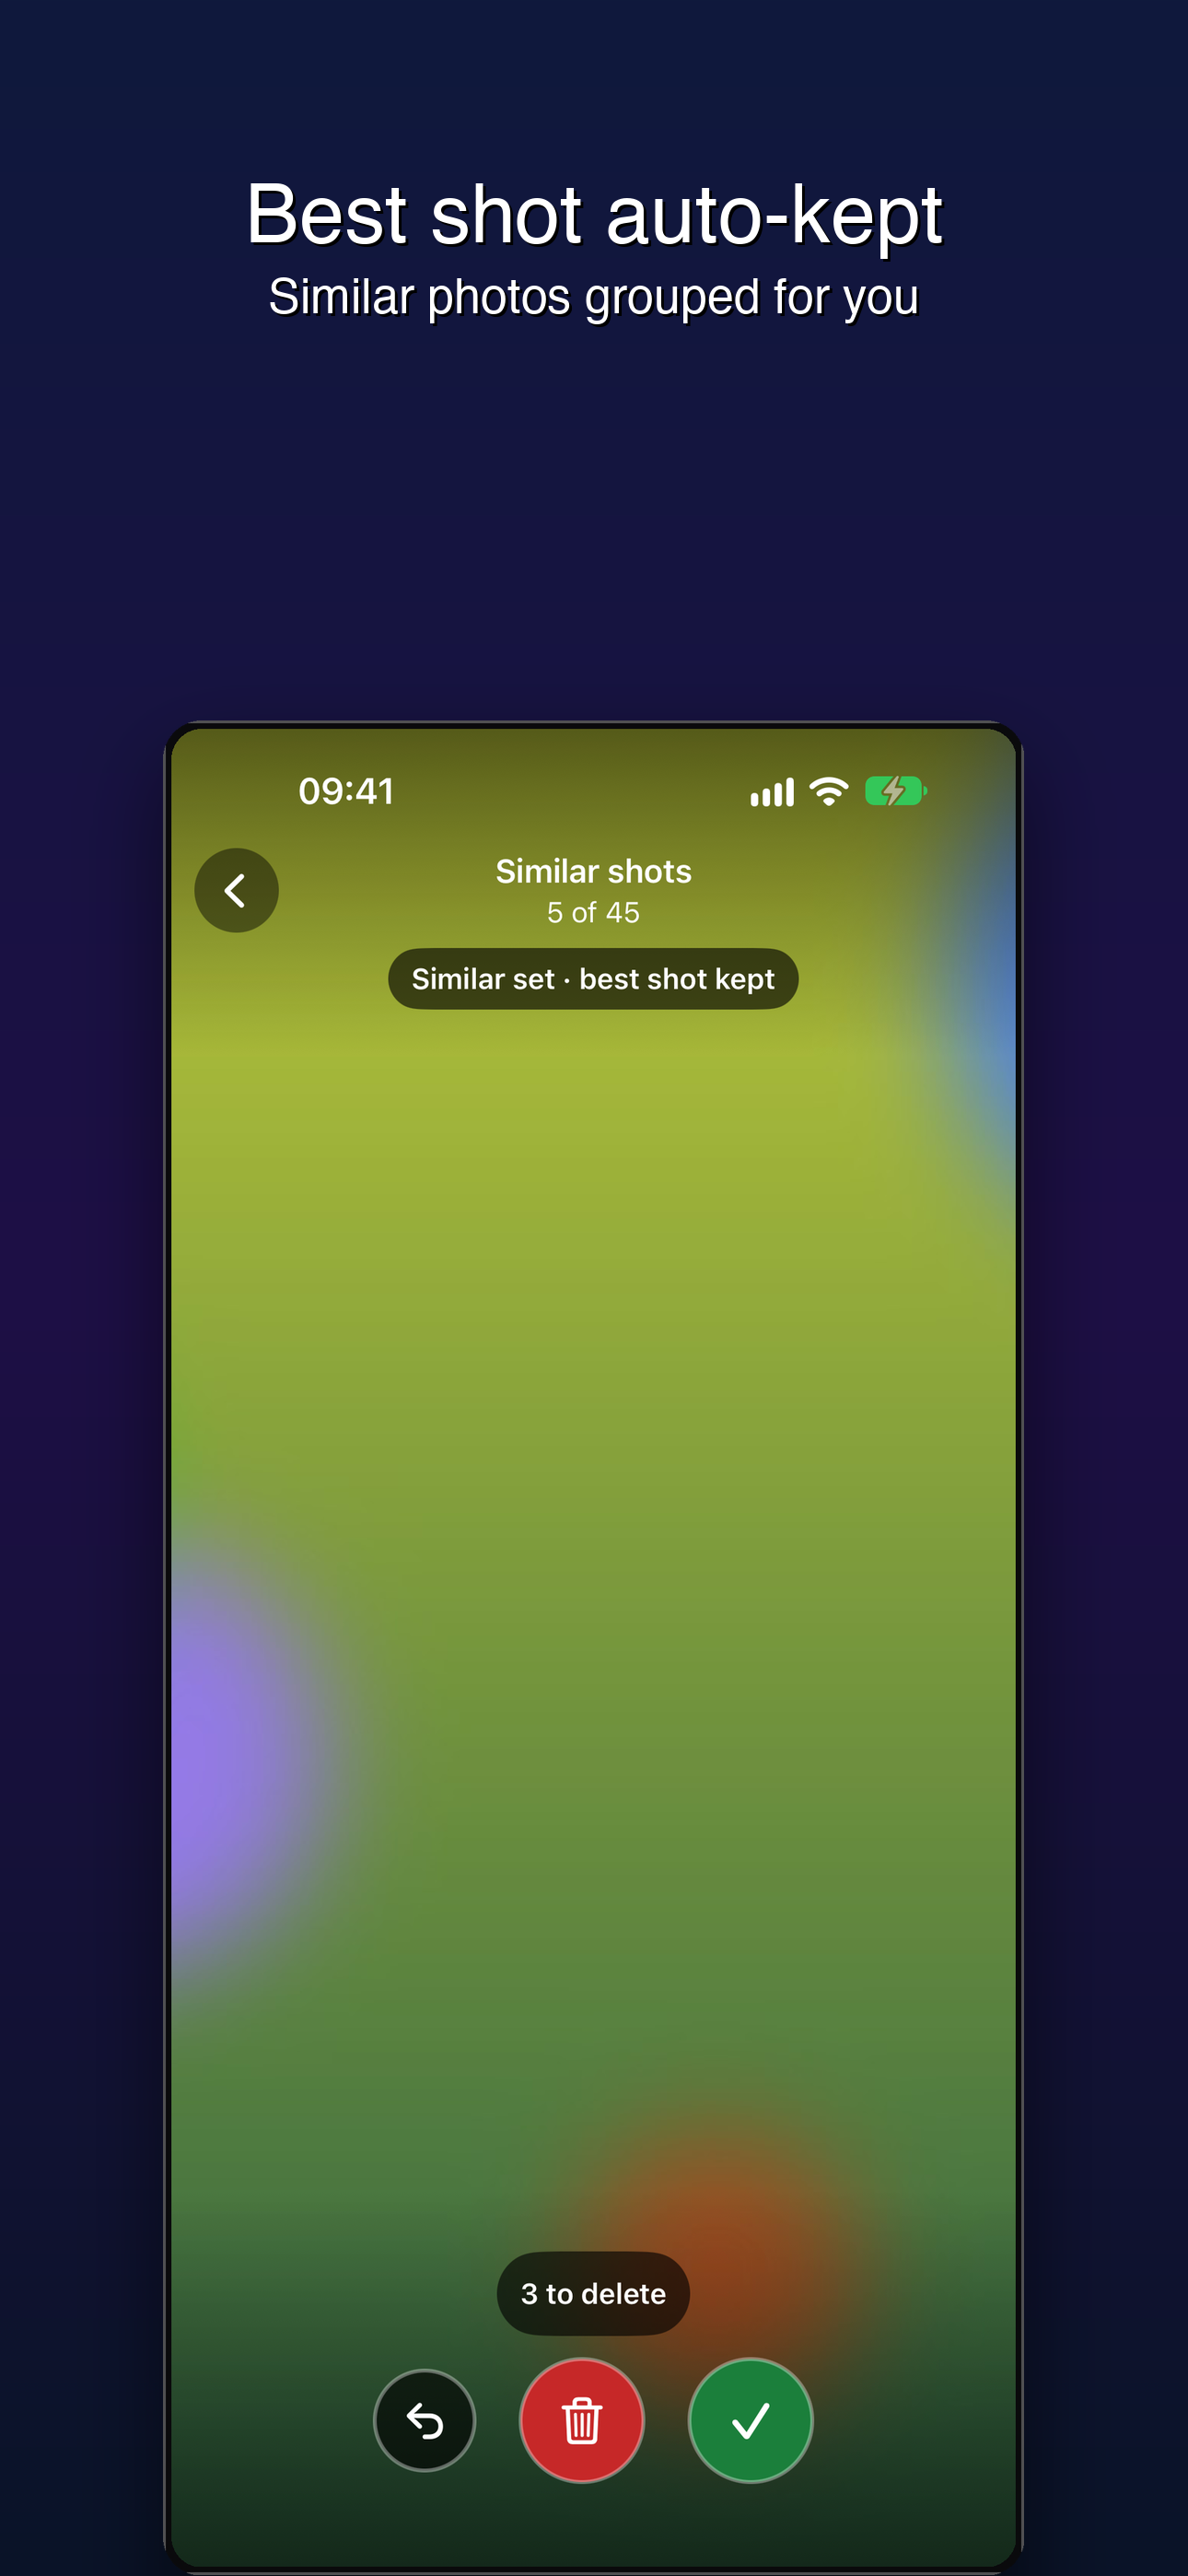 Best shot auto-kept
Similar photos grouped for you
09:41
Similar shots
5 of 45
Similar set · best shot kept
3 to delete